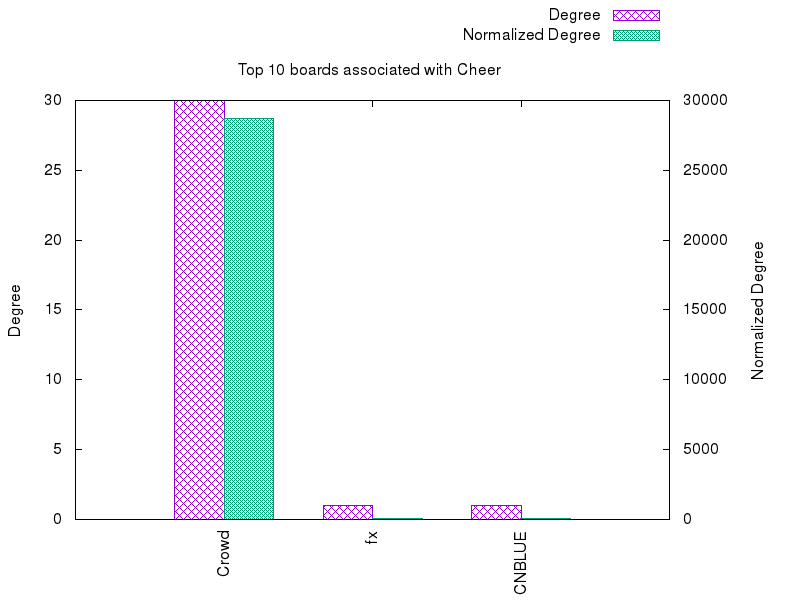 Degree
Normalized Degree
Top 10 boards associated with Cheer
30 30000
25 25000
20 20000
15 15000
10 10000
5 5000
0 0
Degree
Normalized Degree
Crowd
fx
CNBLUE